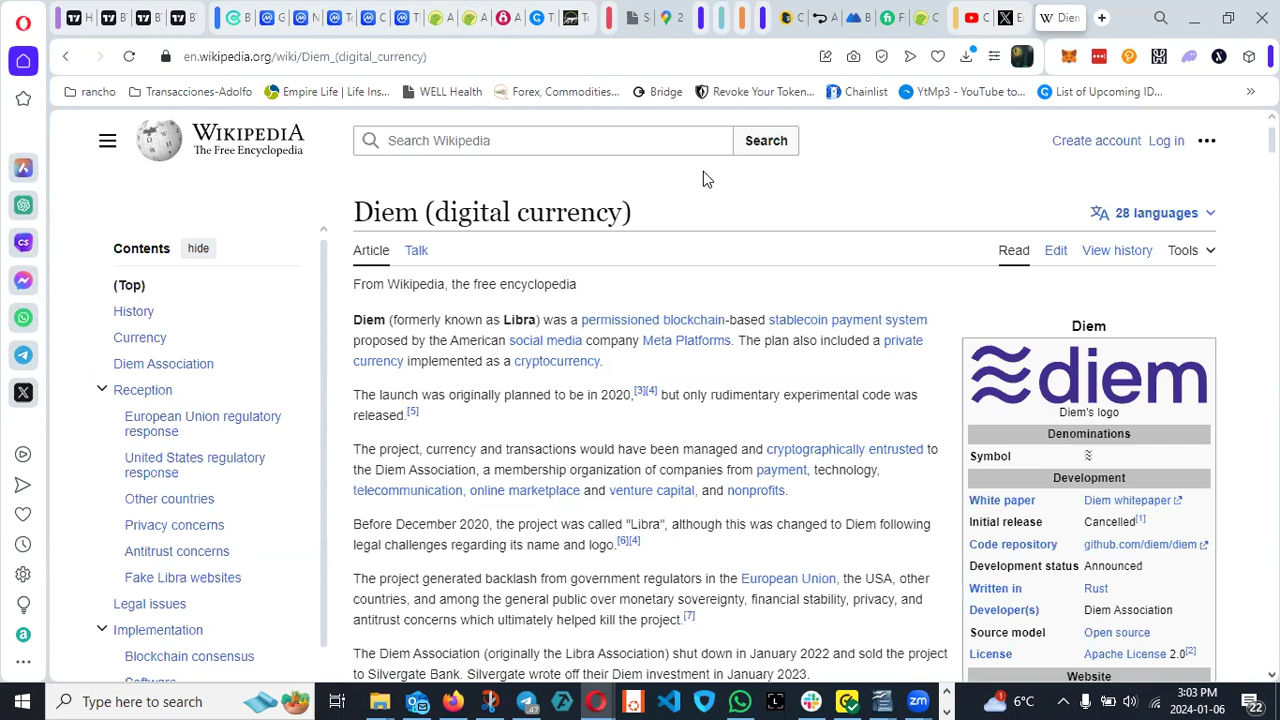 en.wikipedia.org/wiki/Diem_(digital_currency)
rancho
Transacciones-Adolfo
Empire Life | Life Ins...
WELL Health
Forex, Commodities...
Bridge
Revoke Your Token...
Chainlist
YtMp3 - YouTube to...
List of Upcoming ID...
WIKIPEDIA
The Free Encyclopedia
Search Wikipedia
Search
Create account
Log in
Diem (digital currency)
28 languages
Article
Talk
Read
Edit
View history
Tools
From Wikipedia, the free encyclopedia
Contents
hide
(Top)
History
Currency
Diem Association
Reception
European Union regulatory
response
United States regulatory
response
Other countries
Privacy concerns
Antitrust concerns
Fake Libra websites
Legal issues
Implementation
Blockchain consensus
Diem (formerly known as Libra) was a permissioned blockchain-based stablecoin payment system
proposed by the American social media company Meta Platforms. The plan also included a private
currency implemented as a cryptocurrency.
The launch was originally planned to be in 2020,[3][4] but only rudimentary experimental code was
released.[5]
The project, currency and transactions would have been managed and cryptographically entrusted to
the Diem Association, a membership organization of companies from payment, technology,
telecommunication, online marketplace and venture capital, and nonprofits.
Before December 2020, the project was called "Libra", although this was changed to Diem following
legal challenges regarding its name and logo.[6][4]
The project generated backlash from government regulators in the European Union, the USA, other
countries, and among the general public over monetary sovereignty, financial stability, privacy, and
antitrust concerns which ultimately helped kill the project.[7]
The Diem Association (originally the Libra Association) shut down in January 2022 and sold the project
to Silvergate Bank. Silvergate wrote off their Diem investment in January 2023.
Diem
diem
Diem's logo
Denominations
Symbol ≋
Development
White paper Diem whitepaper
Initial release Cancelled[1]
Code repository github.com/diem/diem
Development status Announced
Written in Rust
Developer(s) Diem Association
Source model Open source
License Apache License 2.0[2]
Website
Type here to search
6°C
3:03 PM
2024-01-06
22